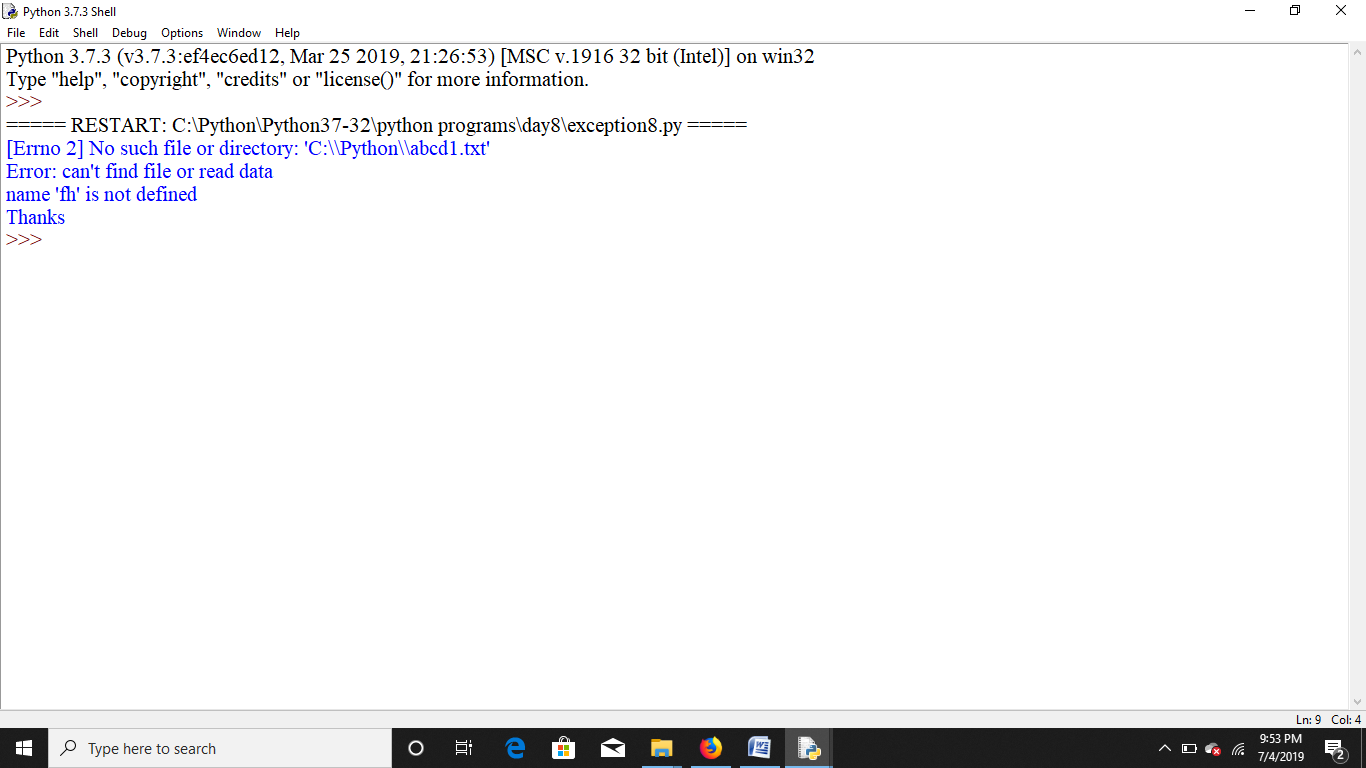 Python 3.7.3 Shell
File Edit Shell Debug Options Window Help
Python 3.7.3 (v3.7.3:ef4ec6ed12, Mar 25 2019, 21:26:53) [MSC v.1916 32 bit (Intel)] on win32
Type "help", "copyright", "credits" or "license()" for more information.
>>>
===== RESTART: C:\Python\Python37-32\python programs\day8\exception8.py =====
[Errno 2] No such file or directory: 'C:\\Python\\abcd1.txt'
Error: can't find file or read data
name 'fh' is not defined
Thanks
>>>
Ln: 9 Col: 4
Type here to search
9:53 PM
7/4/2019
2